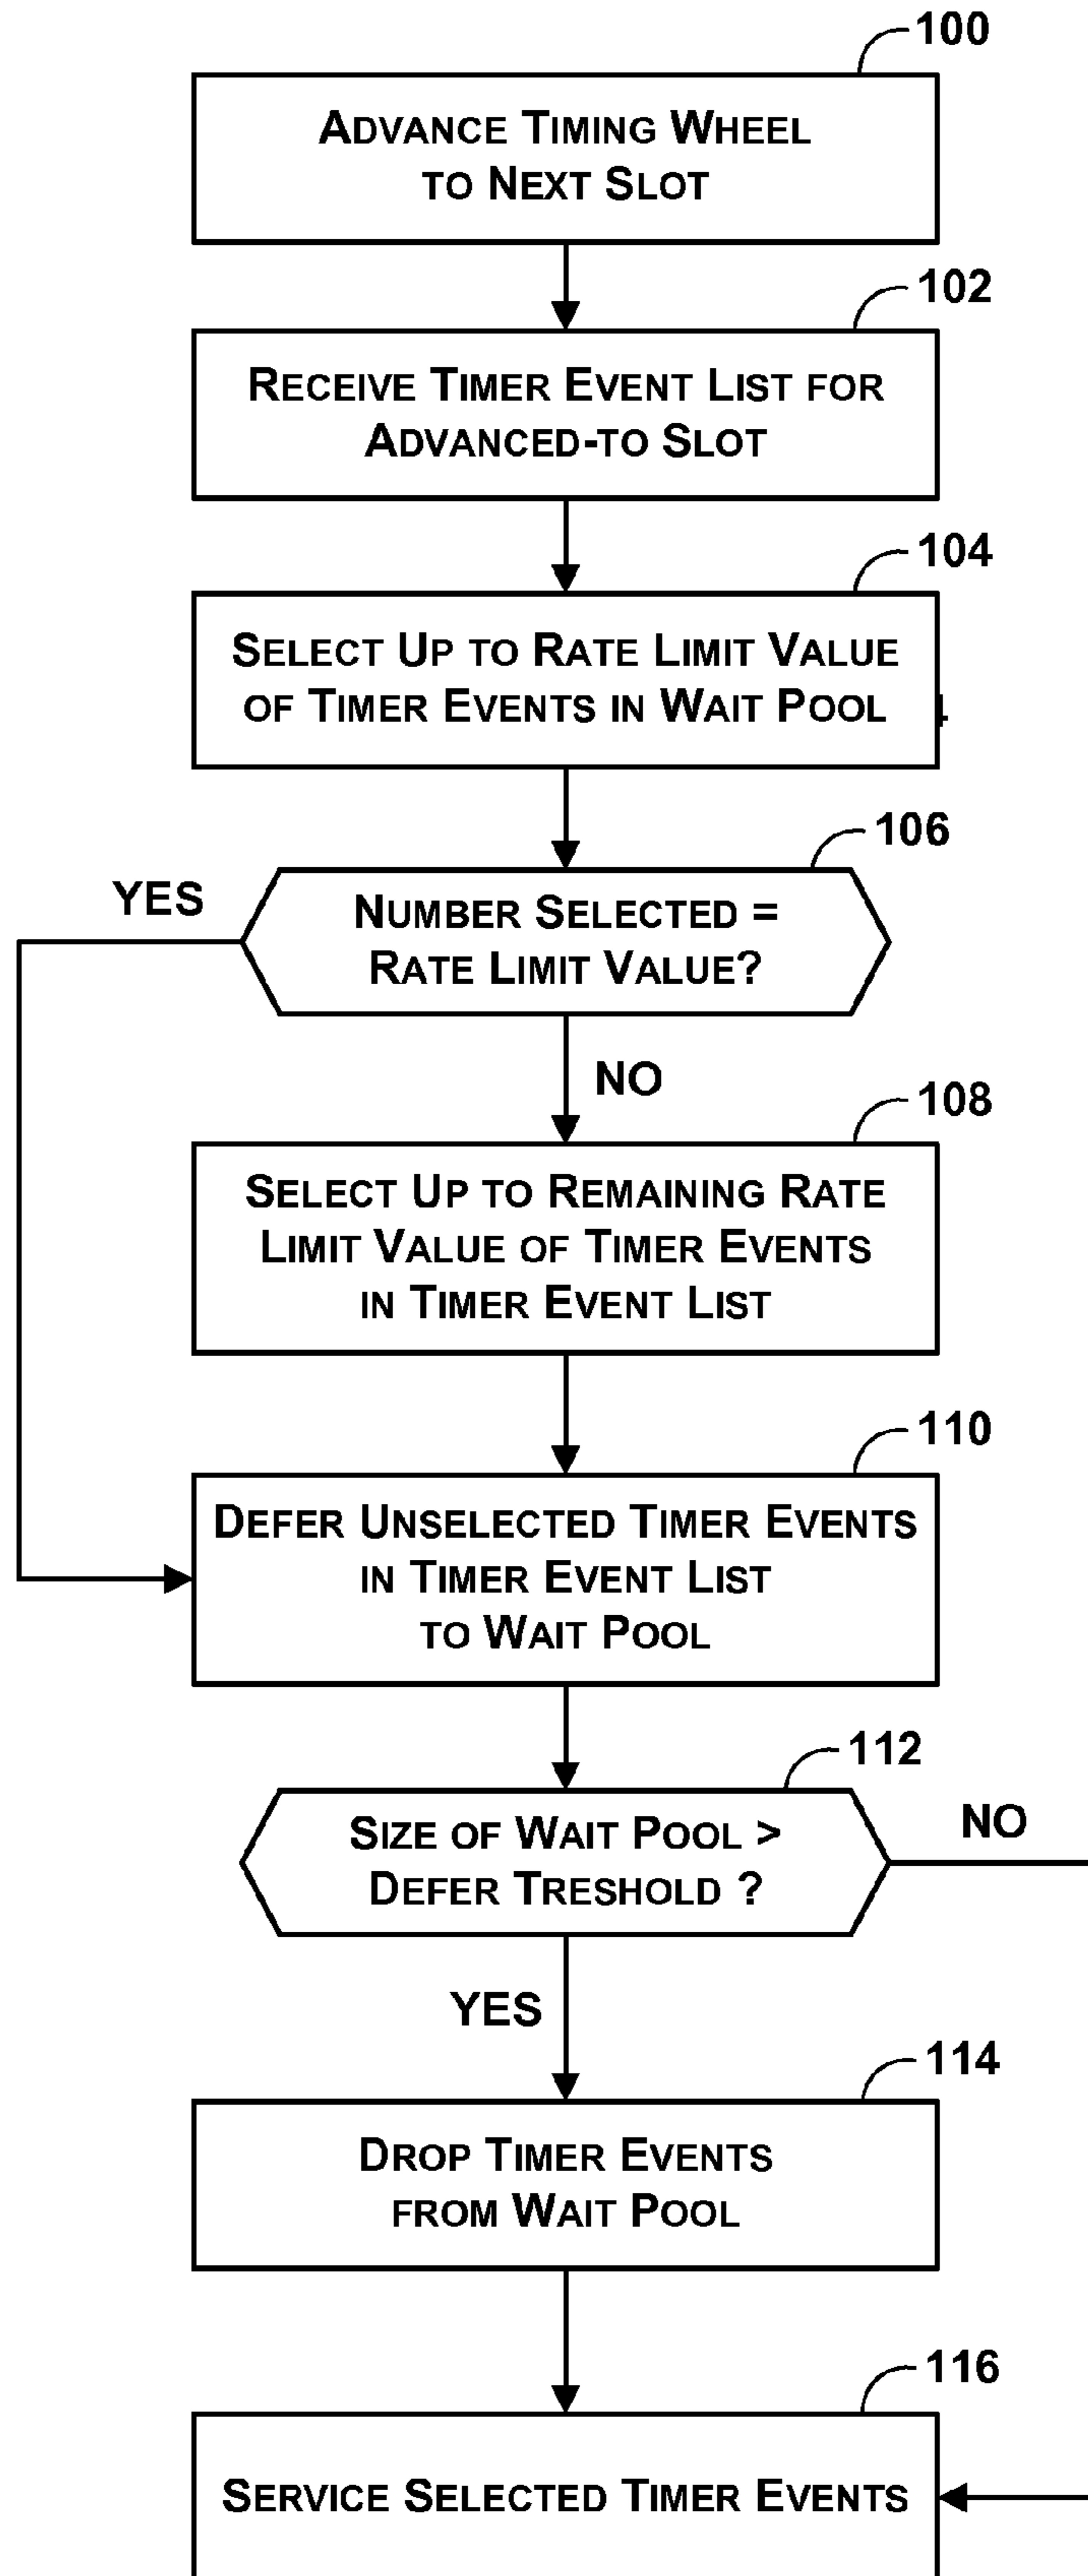 100
ADVANCE TIMING WHEEL
TO NEXT SLOT
102
RECEIVE TIMER EVENT LIST FOR
ADVANCED-TO SLOT
104
SELECT UP TO RATE LIMIT VALUE
OF TIMER EVENTS IN WAIT POOL
106
YES
NUMBER SELECTED =
RATE LIMIT VALUE?
NO
108
SELECT UP TO REMAINING RATE
LIMIT VALUE OF TIMER EVENTS
IN TIMER EVENT LIST
110
DEFER UNSELECTED TIMER EVENTS
IN TIMER EVENT LIST
TO WAIT POOL
112
SIZE OF WAIT POOL >
DEFER TRESHOLD ?
NO
YES
114
DROP TIMER EVENTS
FROM WAIT POOL
116
SERVICE SELECTED TIMER EVENTS